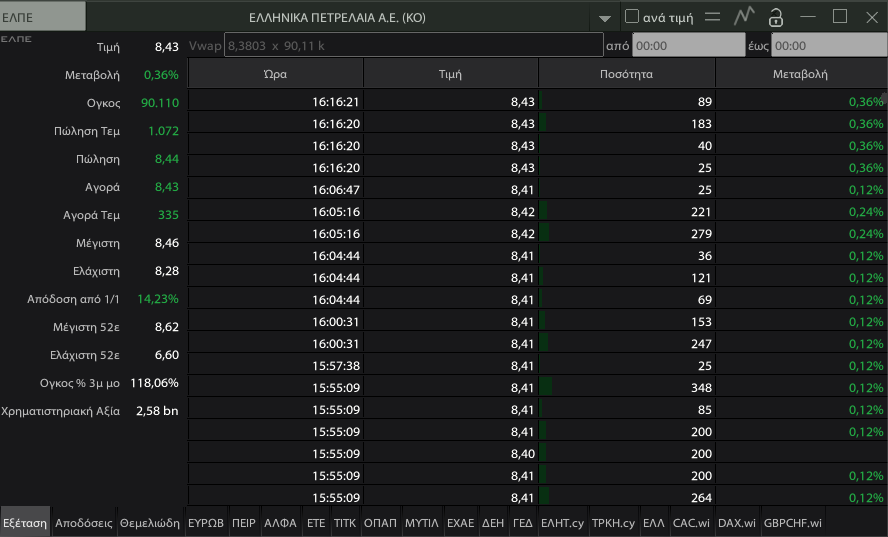 ΕΛΠΕ ΕΛΛΗΝΙΚΑ ΠΕΤΡΕΛΑΙΑ Α.Ε. (ΚΟ) ανά τιμή
ΕΛΠΕ
Τιμή 8,43
Μεταβολή 0,36%
Ογκος 90.110
Πώληση Τεμ 1.072
Πώληση 8,44
Αγορά 8,43
Αγορά Τεμ 335
Μέγιστη 8,46
Ελάχιστη 8,28
Απόδοση από 1/1 14,23%
Μέγιστη 52ε 8,62
Ελάχιστη 52ε 6,60
Ογκος % 3μ μο 118,06%
Χρηματιστηριακή Αξία 2,58 bn
Vwap 8,3803 x 90,11 k από 00:00 έως 00:00
Ώρα Τιμή Ποσότητα Μεταβολή
16:16:21 8,43 89 0,36%
16:16:20 8,43 183 0,36%
16:16:20 8,43 40 0,36%
16:16:20 8,43 25 0,36%
16:06:47 8,41 25 0,12%
16:05:16 8,42 221 0,24%
16:05:16 8,42 279 0,24%
16:04:44 8,41 36 0,12%
16:04:44 8,41 121 0,12%
16:04:44 8,41 69 0,12%
16:00:31 8,41 153 0,12%
16:00:31 8,41 247 0,12%
15:57:38 8,41 25 0,12%
15:55:09 8,41 348 0,12%
15:55:09 8,41 85 0,12%
15:55:09 8,41 200 0,12%
15:55:09 8,40 200
15:55:09 8,41 200 0,12%
15:55:09 8,41 264 0,12%
Εξέταση Αποδόσεις Θεμελιώδη ΕΥΡΩΒ ΠΕΙΡ ΑΛΦΑ ΕΤΕ ΤΙΤΚ ΟΠΑΠ ΜΥΤΙΛ ΕΧΑΕ ΔΕΗ ΓΕΔ ΕΛΗΤ.cy ΤΡΚΗ.cy ΕΛΛ CAC.wi DAX.wi GBPCHF.wi